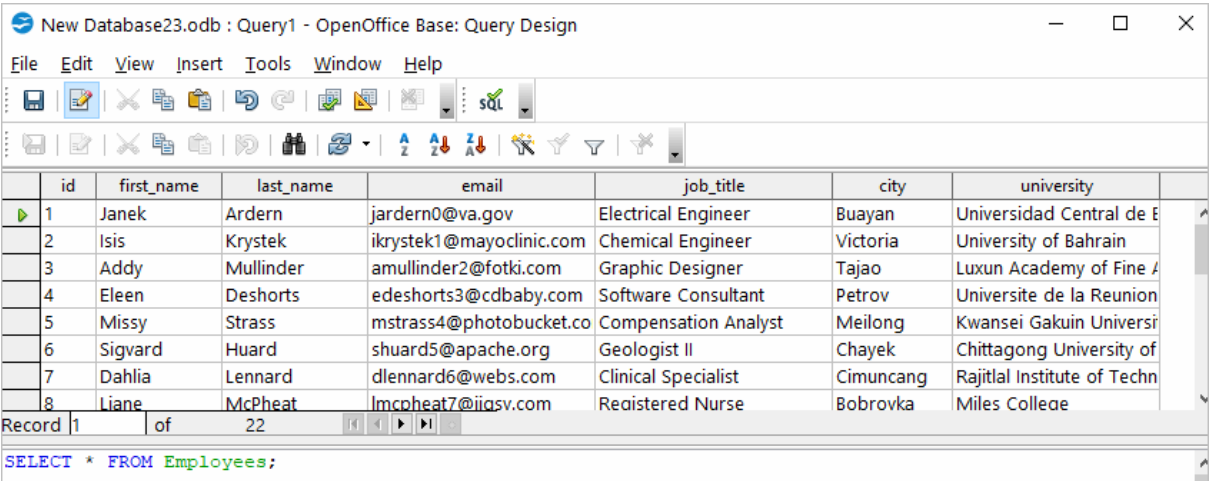 New Database23.odb : Query1 - OpenOffice Base: Query Design
File Edit View Insert Tools Window Help
SQL
A Z A Z Z A
id first_name last_name email job_title city university
1 Janek Ardern jardern0@va.gov Electrical Engineer Buayan Universidad Central de
2 Isis Krystek ikrystek1@mayoclinic.com Chemical Engineer Victoria University of Bahrain
3 Addy Mullinder amullinder2@fotki.com Graphic Designer Tajao Luxun Academy of Fine
4 Eleen Deshorts edeshorts3@cdbaby.com Software Consultant Petrov Universite de la Reunion
5 Missy Strass mstrass4@photobucket.co Compensation Analyst Meilong Kwansei Gakuin Universi
6 Sigvard Huard shuard5@apache.org Geologist II Chayek Chittagong University of
7 Dahlia Lennard dlennard6@webs.com Clinical Specialist Cimuncang Rajitlal Institute of Techn
8 Liane McPheat Registered Nurse Bobrovka Miles College
Record 1 of 22
SELECT * FROM Employees;